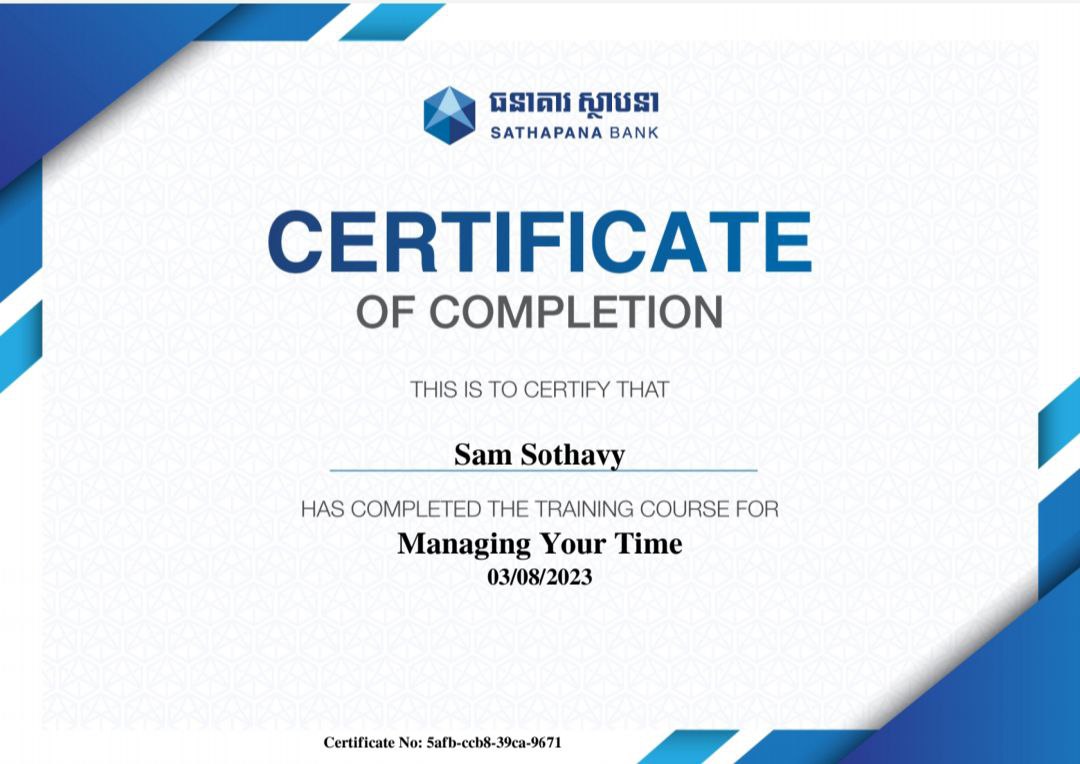 ធនាគារ ស្ថាបនា
SATHAPANA BANK
CERTIFICATE
OF COMPLETION
THIS IS TO CERTIFY THAT
Sam Sothavy
HAS COMPLETED THE TRAINING COURSE FOR
Managing Your Time
03/08/2023
Certificate No: 5afb-ccb8-39ca-9671